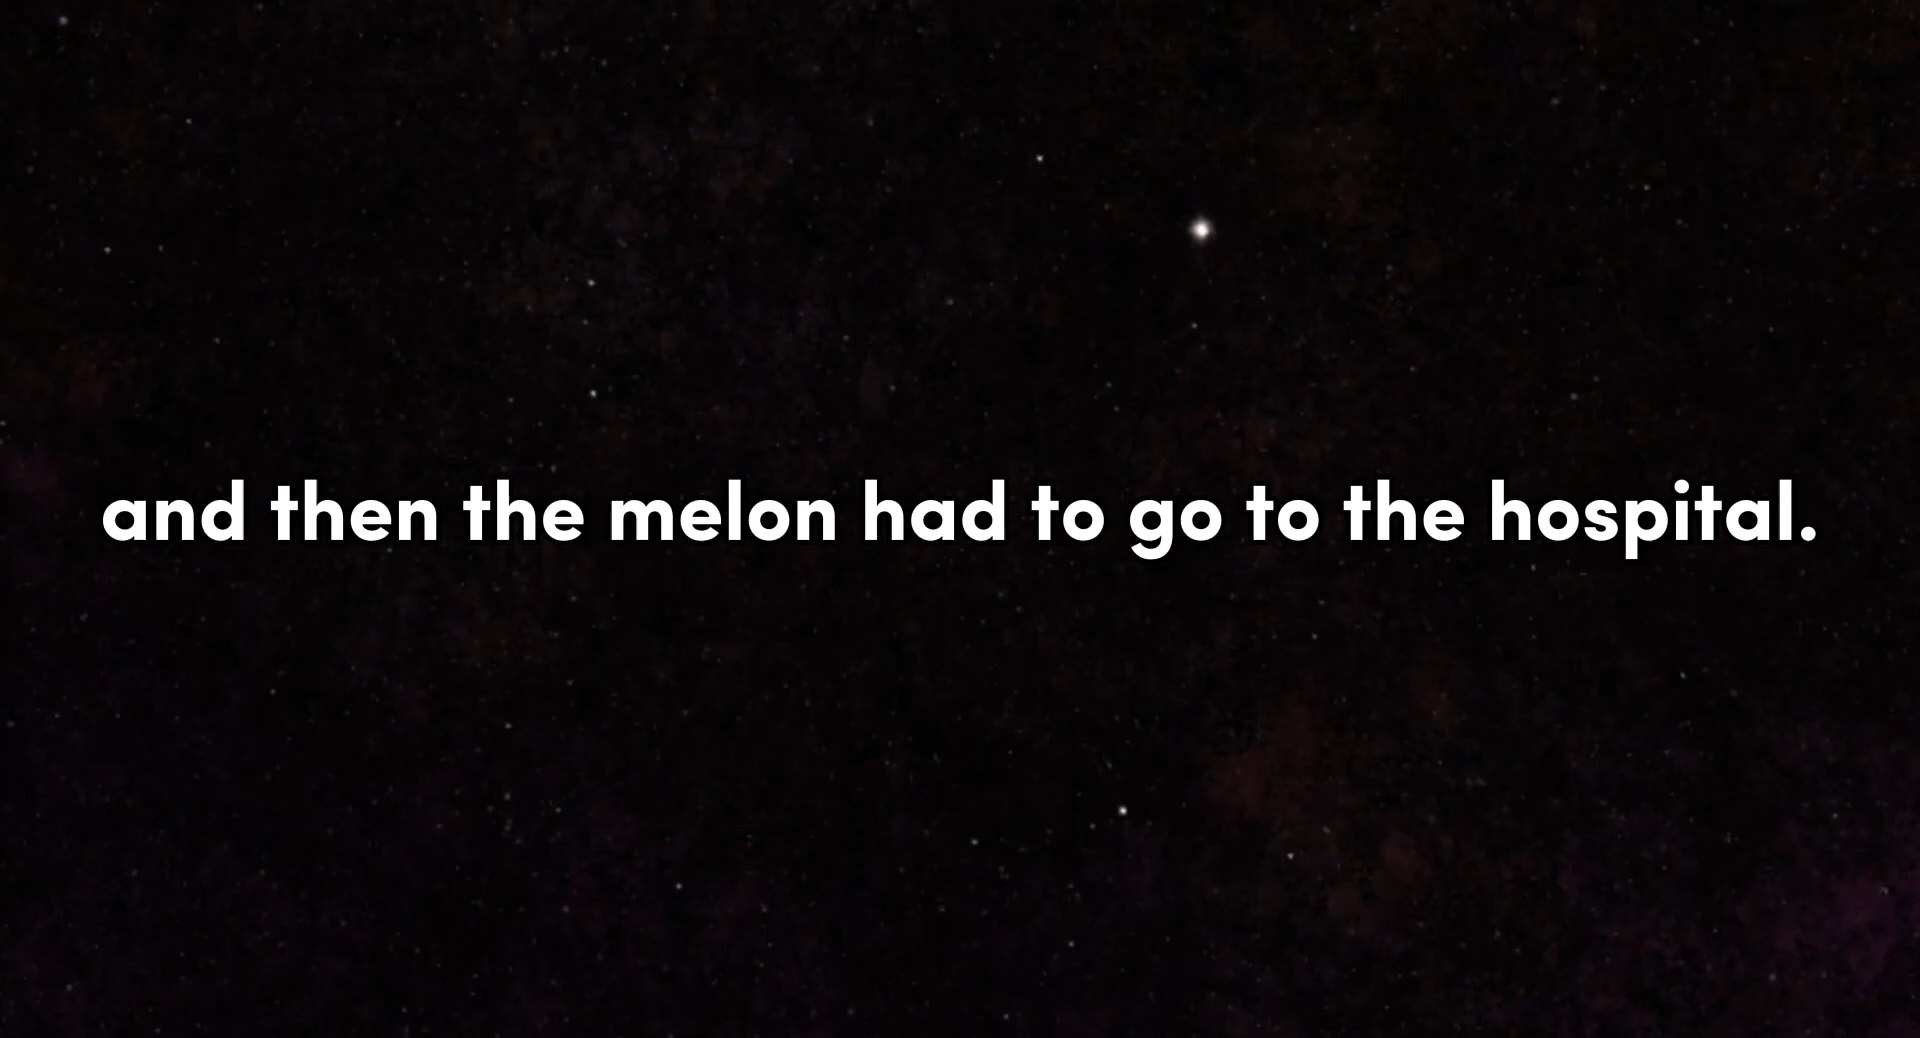 and then the melon had to go to the hospital.